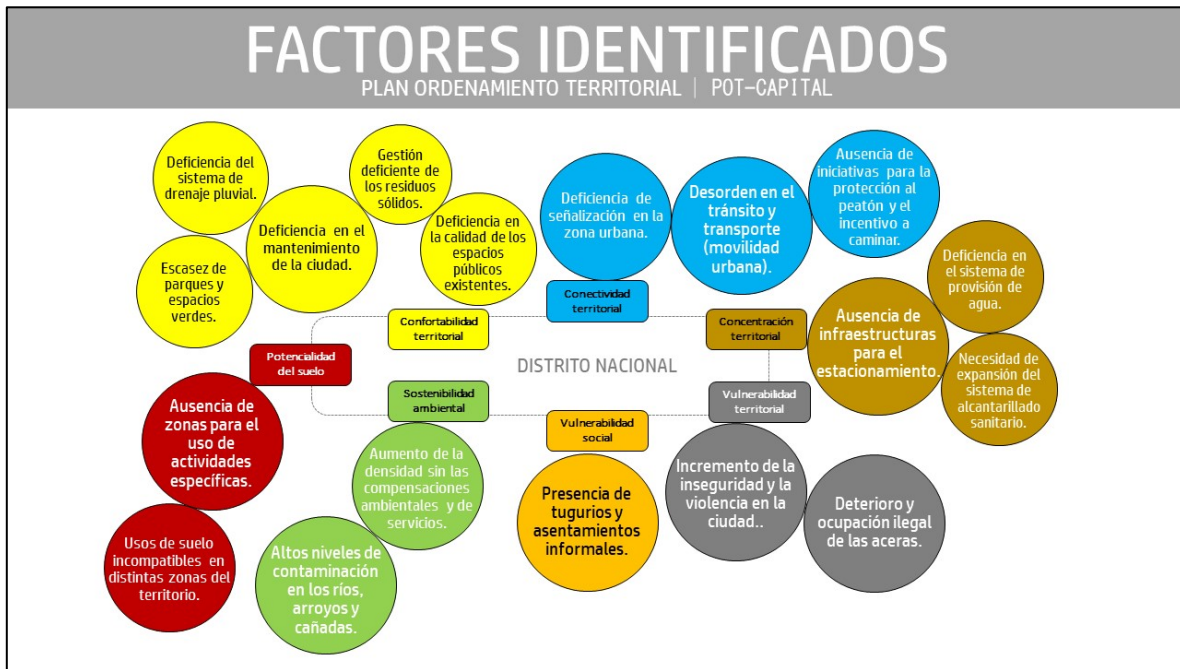 FACTORES IDENTIFICADOS
PLAN ORDENAMIENTO TERRITORIAL | POT-CAPITAL
Deficiencia del
sistema de
drenaje pluvial.
Escasez de
parques y
espacios
verdes.
Deficiencia en el
mantenimiento
de la ciudad.
Gestión
deficiente de
los residuos
sólidos.
Deficiencia en
la calidad de los
espacios
públicos
existentes.
Deficiencia de
señalización en la
zona urbana.
Desorden en el
tránsito y
transporte
(movilidad
urbana).
Ausencia de
iniciativas para la
protección al
peatón y el
incentivo a
caminar.
Deficiencia en
el sistema de
provisión de
agua.
Ausencia de
infraestructuras
para el
estacionamiento.
Necesidad de
expansión del
sistema de
alcantarillado
sanitario.
Conectividad
territorial
Confortabilidad
territorial
Concentración
territorial
Potencialidad
del suelo
DISTRITO NACIONAL
Sostenibilidad
ambiental
Vulnerabilidad
social
Vulnerabilidad
territorial
Ausencia de
zonas para el
uso de
actividades
específicas.
Usos de suelo
incompatibles en
distintas zonas del
territorio.
Aumento de la
densidad sin las
compensaciones
ambientales y de
servicios.
Altos niveles de
contaminación
en los ríos,
arroyos y
cañadas.
Presencia de
tugurios y
asentamientos
informales.
Incremento de la
inseguridad y la
violencia en la
ciudad..
Deterioro y
ocupación ilegal
de las aceras.